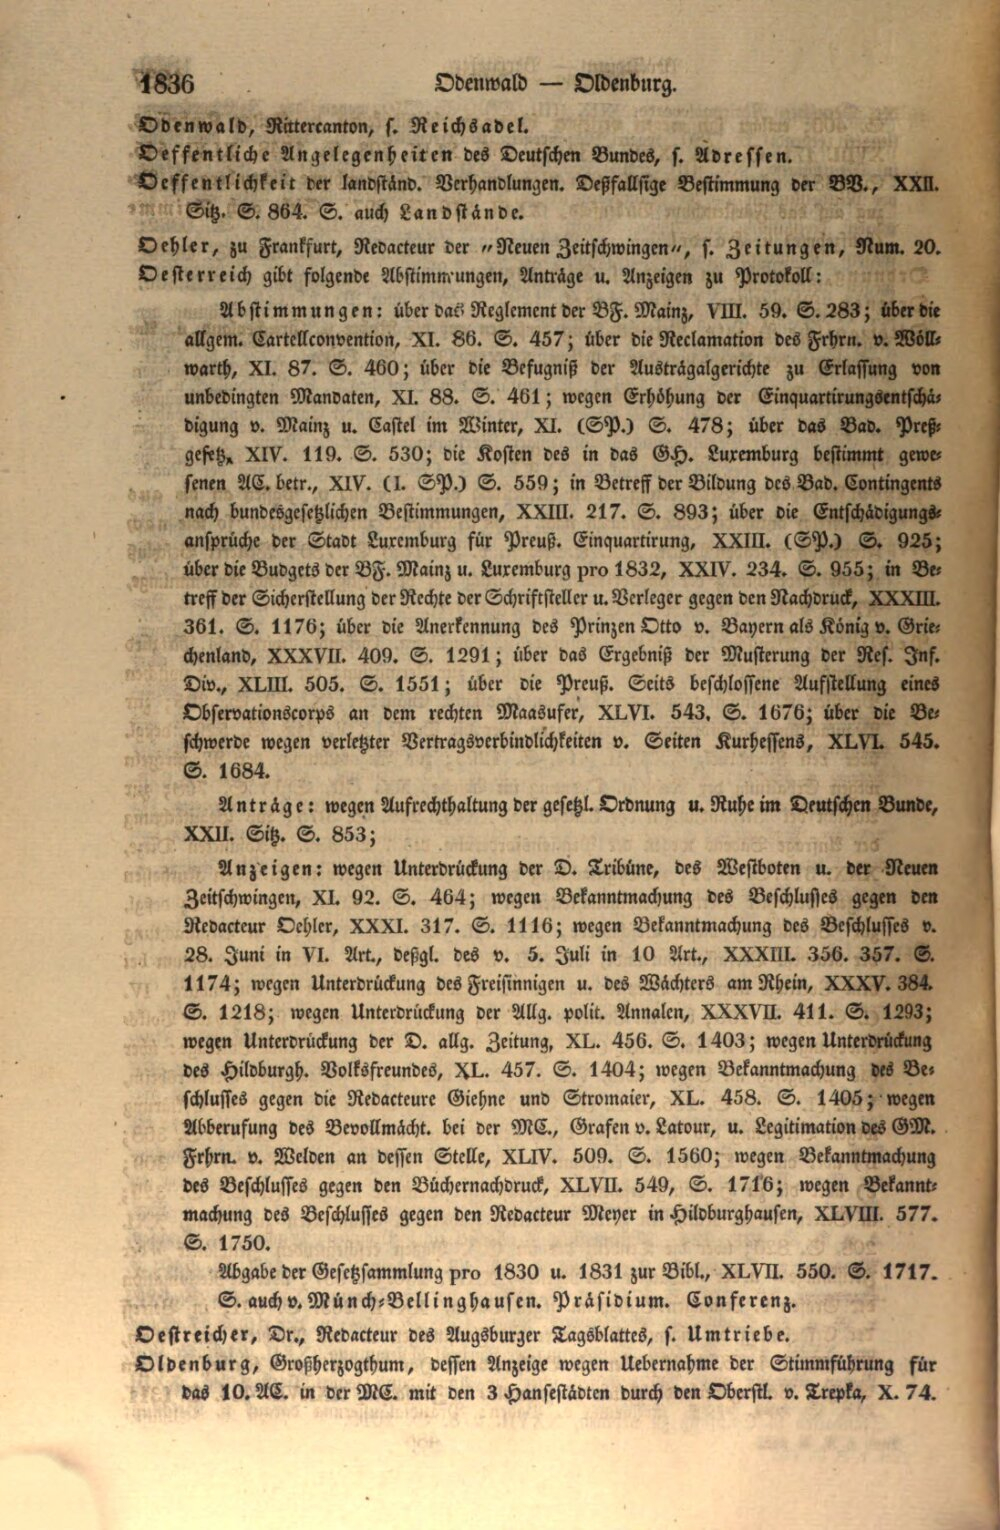 1836 Odenwald — Oldenburg.
Odenwald, Rittercanton, s. Reichsadel.
Oeffentliche Angelegenheiten des Deutschen Bundes, s. Adressen.
Oeffentlichkeit der landständ. Verhandlungen. Deßfallsige Bestimmung der BV., XXII.
Sitz. S. 864. S. auch Landstände.
Oehler, zu Frankfurt, Redacteur der „Neuen Zeitschwingen„, s. Zeitungen, Num. 20.
Oesterreich gibt folgende Abstimmungen, Anträge u. Anzeigen zu Protokoll:
Abstimmungen: über das Reglement der BF. Mainz, VIII. 59. S. 283; über die
allgem. Cartellconvention, XI. 86. S. 457; über die Reclamation des Frhrn. v. Wöll-
warth, XI. 87. S. 460; über die Befugniß der Austrägalgerichte zu Erlassung von
unbedingten Mandaten, XI. 88. S. 461; wegen Erhöhung der Einquartirungsentschä-
digung v. Mainz u. Castel im Winter, XI. (SP.) S. 478; über das Bad. Preß-
gesetz, XIV. 119. S. 530; die Kosten des in das GH. Luxemburg bestimmt gewe-
senen AC. betr., XIV. (I. SP.) S. 559; in Betreff der Bildung des Bad. Contingents
nach bundesgesetzlichen Bestimmungen, XXIII. 217. S. 893; über die Entschädigungs-
ansprüche der Stadt Luxemburg für Preuß. Einquartirung, XXIII. (SP.) S. 925;
über die Budgets der BF. Mainz u. Luxemburg pro 1832, XXIV. 234. S. 955; in Be-
treff der Sicherstellung der Rechte der Schriftsteller u. Verleger gegen den Nachdruck, XXXIII.
361. S. 1176; über die Anerkennung des Prinzen Otto v. Bayern als König v. Grie-
chenland, XXXVII. 409. S. 1291; über das Ergebniß der Musterung der Res. Inf.
Div., XLIII. 505. S. 1551; über die Preuß. Seits beschlossene Aufstellung eines
Observationscorps an dem rechten Maasufer, XLVI. 543. S. 1676; über die Be-
schwerde wegen verletzter Vertragsverbindlichkeiten v. Seiten Kurhessens, XLVI. 545.
S. 1684.
Anträge: wegen Aufrechthaltung der gesetzl. Ordnung u. Ruhe im Deutschen Bunde,
XXII. Sitz. S. 853;
Anzeigen: wegen Unterdrückung der D. Tribüne, des Westboten u. der Neuen
Zeitschwingen, XI. 92. S. 464; wegen Bekanntmachung des Beschlusses gegen den
Redacteur Oehler, XXXI. 317. S. 1116; wegen Bekanntmachung des Beschlusses v.
28. Juni in VI. Art., deßgl. des v. 5. Juli in 10 Art., XXXIII. 356. 357. S.
1174; wegen Unterdrückung des Freisinnigen u. des Wächters am Rhein, XXXV. 384.
S. 1218; wegen Unterdrückung der Allg. polit. Annalen, XXXVII. 411. S. 1293;
wegen Unterdrückung der D. allg. Zeitung, XL. 456. S. 1403; wegen Unterdrückung
des Hildburgh. Volksfreundes, XL. 457. S. 1404; wegen Bekanntmachung des Be-
schlusses gegen die Redacteure Giehne und Stromaier, XL. 458. S. 1405; wegen
Abberufung des Bevollmächt. bei der MC., Grafen v. Latour, u. Legitimation des GM.
Frhrn. v. Welden an dessen Stelle, XLIV. 509. S. 1560; wegen Bekanntmachung
des Beschlusses gegen den Büchernachdruck, XLVII. 549, S. 1716; wegen Bekannt-
machung des Beschlusses gegen den Redacteur Meyer in Hildburghausen, XLVIII. 577.
S. 1750.
Abgabe der Gesetzsammlung pro 1830 u. 1831 zur Bibl., XLVII. 550. S. 1717.
S. auch v. Münch-Bellinghausen. Präsidium. Conferenz.
Oestreicher, Dr., Redacteur des Augsburger Tagsblattes, s. Umtriebe.
Oldenburg, Großherzogthum, dessen Anzeige wegen Uebernahme der Stimmführung für
das 10. AC. in der MC. mit den 3 Hansestädten durch den Oberstl. v. Trepka, X. 74.